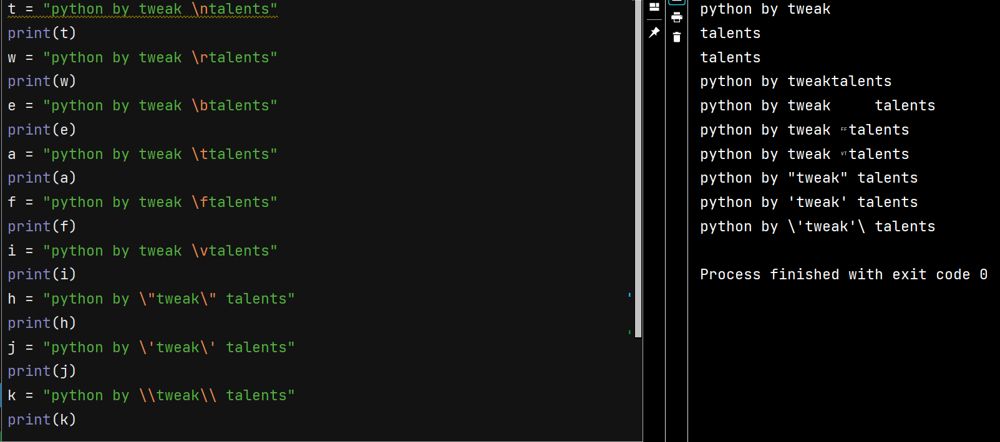 t = "python by tweak \ntalents"
print(t)
w = "python by tweak \rtalents"
print(w)
e = "python by tweak \btalents"
print(e)
a = "python by tweak \ttalents"
print(a)
f = "python by tweak \ftalents"
print(f)
i = "python by tweak \vtalents"
print(i)
h = "python by \"tweak\" talents"
print(h)
j = "python by \'tweak\' talents"
print(j)
k = "python by \\tweak\\ talents"
print(k)
python by tweak
talents
talents
python by tweaktalents
python by tweak     talents
python by tweak FFtalents
python by tweak VTtalents
python by "tweak" talents
python by 'tweak' talents
python by \'tweak'\ talents
Process finished with exit code 0